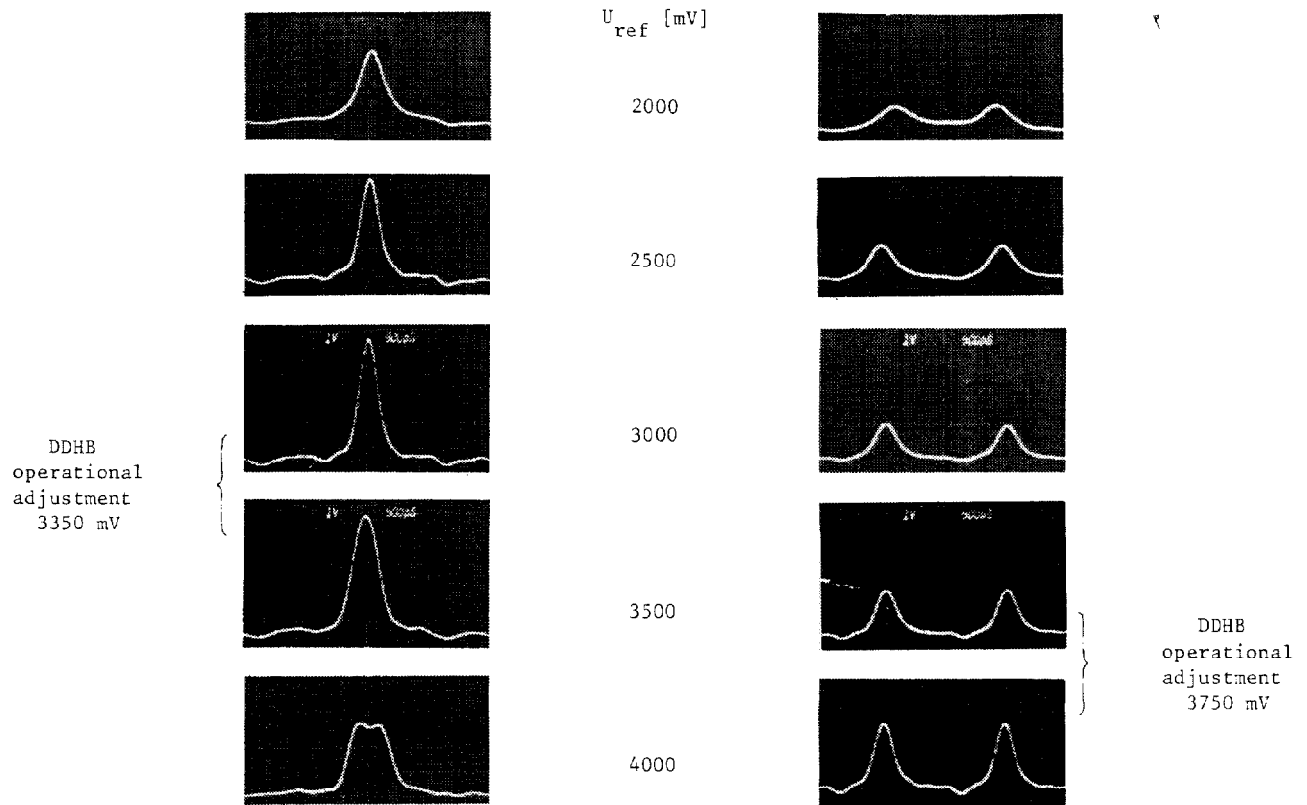 U_ref [mV]
2000
2500
3000
DDHB
operational
adjustment
3350 mV
3500
DDHB
operational
adjustment
3750 mV
4000